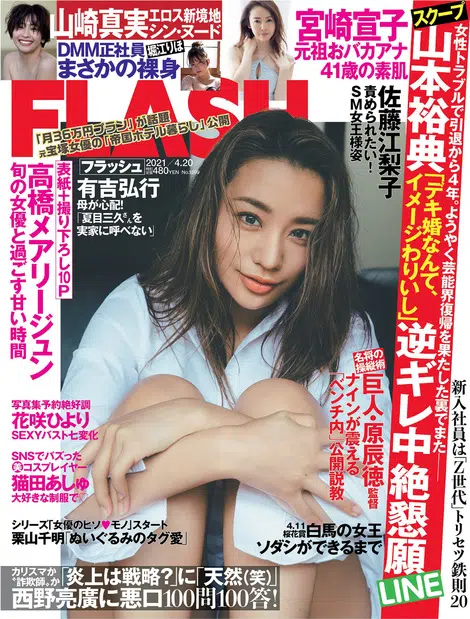 山崎真実
エロス新境地
シン・ヌード
DMM正社員
堀江りほ
まさかの裸身
宮崎宣子
元祖おバカアナ
41歳の素肌
スクープ
女性トラブルで引退から4年。ようやく芸能界復帰を果たした裏でまた――
山本裕典
「デキ婚なんて、
イメージわりぃし」
逆ギレ中絶懇願
LINE
FLASH
「月36万円プラン」が話題
元宝塚女優の「帝国ホテル暮らし」公開
フラッシュ
2021/4.20
480YEN
佐藤江梨子
責められたい!
SM女王様姿
有吉弘行
母が心配!
「夏目三久さんを
実家に呼べない」
表紙+撮り下ろし10P
高橋メアリージュン
旬の女優と過ごす甘い時間
写真集予約絶好調
花咲ひより
SEXYバスト七変化
SNSでバズった
㊙コスプレイヤー
猫田あしゅ
大好きな制服で♡
シリーズ「女優のヒソ♥モノ」スタート
栗山千明「ぬいぐるみのタグ愛」
名将の
操縦術
巨人・原辰徳監督
ナインが震える
「ベンチ内」公開説教
4.11
桜花賞
白馬の女王
ソダシができるまで
新入社員は「Z世代」トリセツ鉄則20
カリスマか
“詐欺師”か
「炎上は戦略?」に「天然(笑)」
西野亮廣に悪口100問100答!